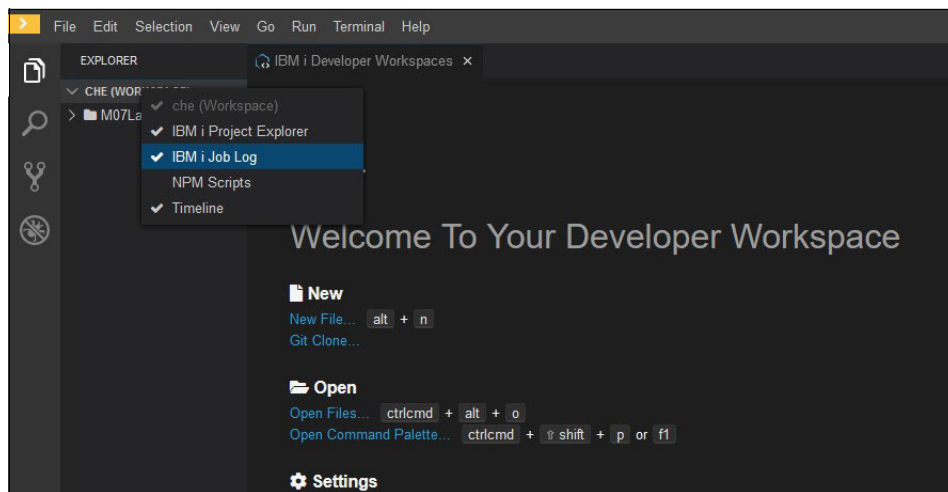 File Edit Selection View Go Run Terminal Help
EXPLORER
IBM i Developer Workspaces ×
CHE
M07La
che (Workspace)
IBM i Project Explorer
IBM i Job Log
NPM Scripts
Timeline
Welcome To Your Developer Workspace
New
New File... alt + n
Git Clone...
Open
Open Files... ctrlcmd + alt + o
Open Command Palette... ctrlcmd + ⇧ shift + p or f1
Settings